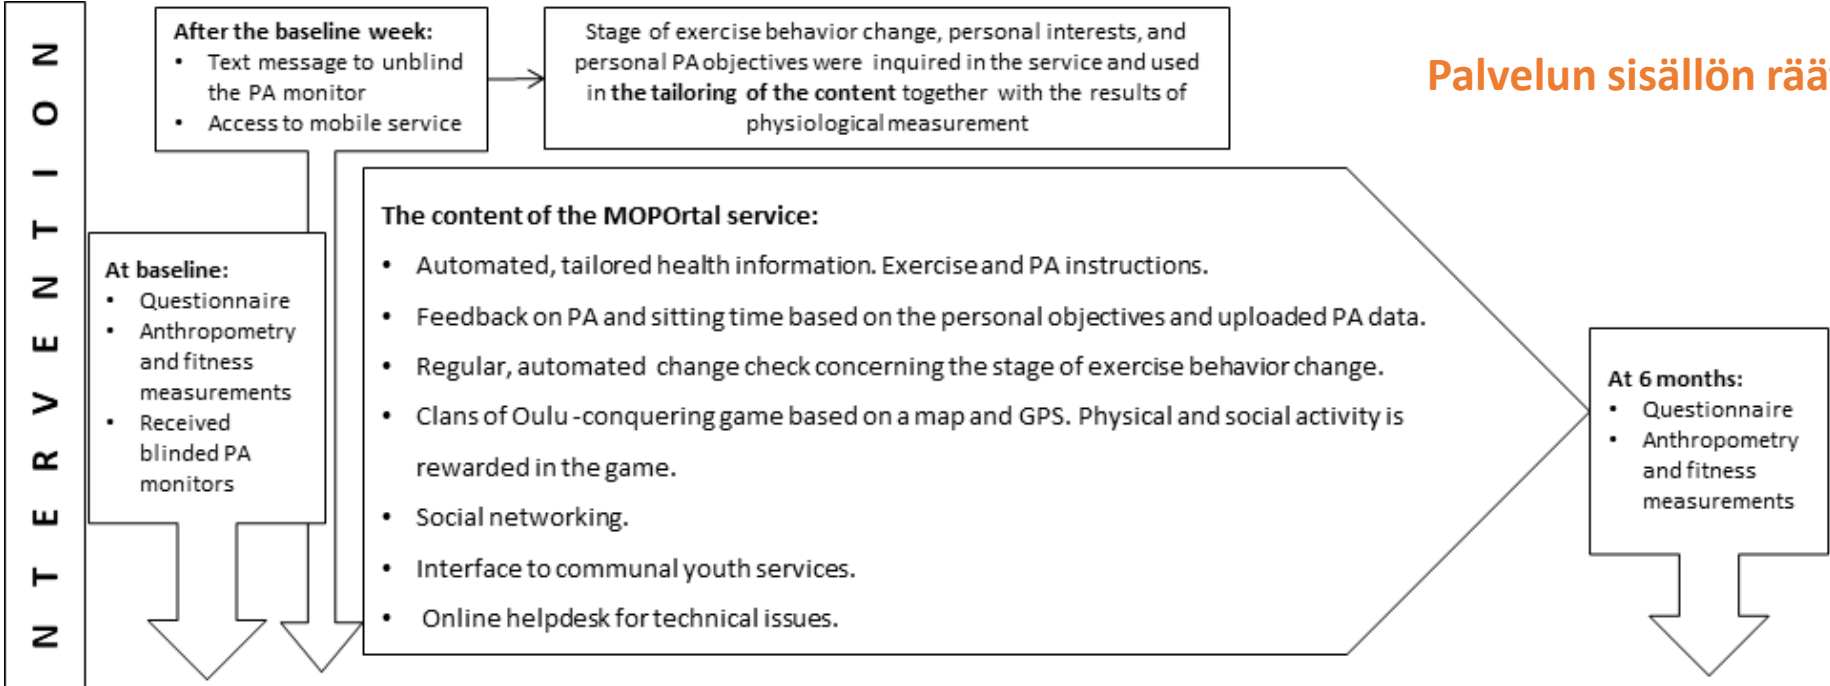 N T E R V E N T I O N
After the baseline week:
• Text message to unblind
the PA monitor
• Access to mobile service
Stage of exercise behavior change, personal interests, and
personal PA objectives were inquired in the service and used
in the tailoring of the content together with the results of
physiological measurement
Palvelun sisällön
At baseline:
• Questionnaire
• Anthropometry
and fitness
measurements
• Received
blinded PA
monitors
The content of the MOPOrtal service:
• Automated, tailored health information. Exercise and PA instructions.
• Feedback on PA and sitting time based on the personal objectives and uploaded PA data.
• Regular, automated change check concerning the stage of exercise behavior change.
• Clans of Oulu -conquering game based on a map and GPS. Physical and social activity is
rewarded in the game.
• Social networking.
• Interface to communal youth services.
• Online helpdesk for technical issues.
At 6 months:
• Questionnaire
• Anthropometry
and fitness
measurements